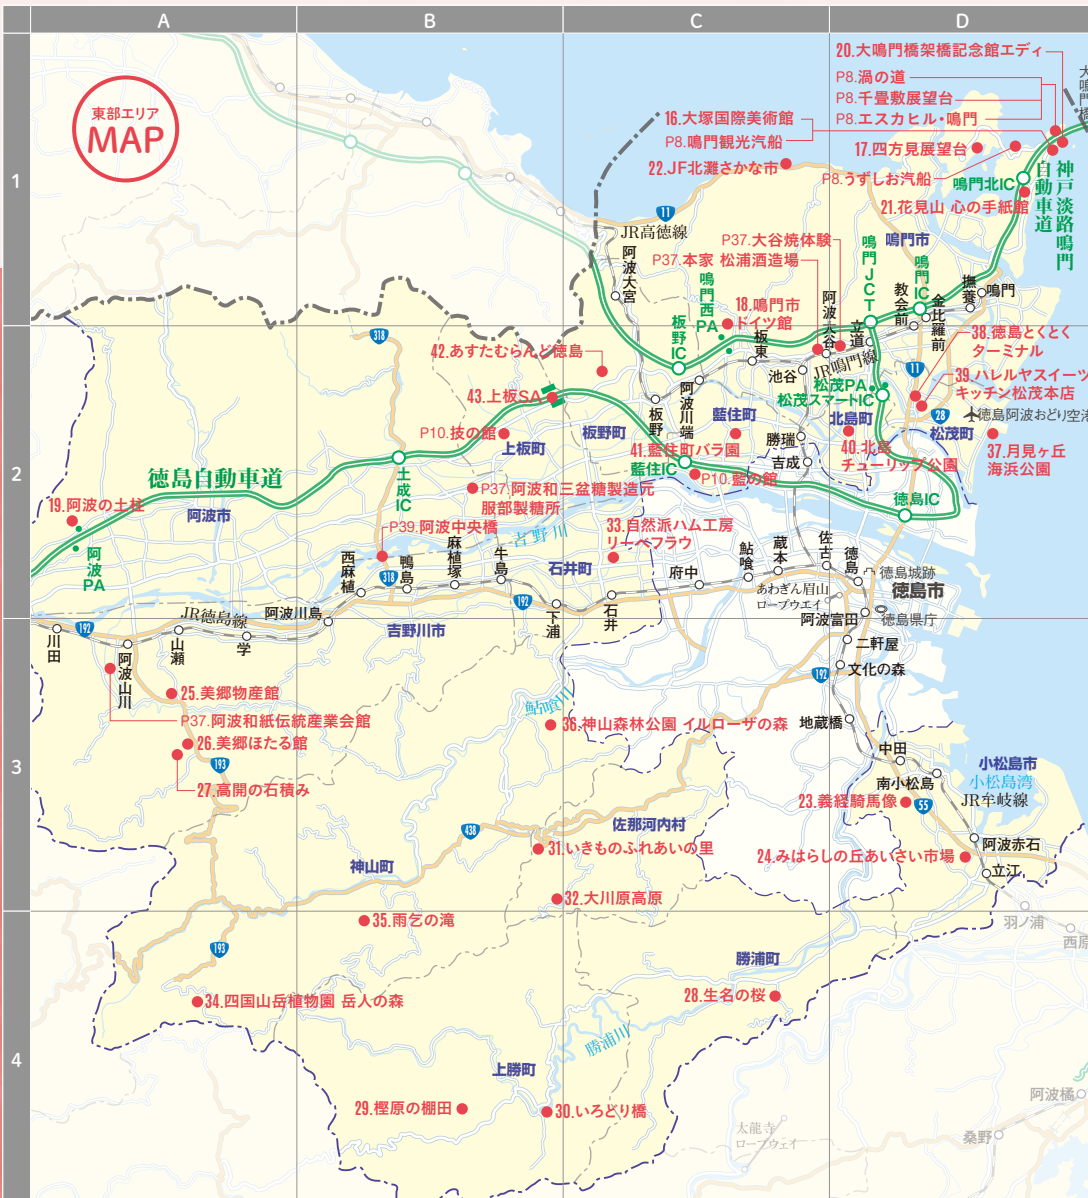 A
B
C
D
1
2
3
4
東部エリア
MAP
20.大鳴門橋架橋記念館エディ
P8.渦の道
P8.千畳敷展望台
P8.エスカヒル・鳴門
16.大塚国際美術館
P8.鳴門観光汽船
17.四方見展望台
22.JF北灘さかな市
P8.うずしお汽船
鳴門北IC
神戸淡路鳴門
自動車道
21.花見山 心の手紙館
大鳴門橋
11
JR高徳線
P37.大谷焼体験
P37.本家 松浦酒造場
鳴門市
鳴門JCT
鳴門IC
撫養
鳴門
阿波大宮
鳴門西PA
18.鳴門市
ドイツ館
阿波大谷
教会前
金比羅前
立道
板野IC
板東
池谷
JR鳴門線
38.徳島とくとく
ターミナル
318
42.あすたむらんど徳島
43.上板SA
松茂PA
松茂スマートIC
11
39.ハレルヤスイーツ
キッチン松茂本店
28
徳島阿波おどり空港
阿波川端
板野
藍住町
北島町
松茂町
P10.技の館
上板町
板野町
勝瑞
41.藍住町バラ園
藍住IC
吉成
40.北島
チューリップ公園
37.月見ヶ丘
海浜公園
P10.藍の館
徳島自動車道
土成IC
P37.阿波和三盆糖製造元
服部製糖所
徳島IC
19.阿波の土柱
阿波市
P39.阿波中央橋
吉野川
33.自然派ハム工房
リーベフラウ
阿波PA
西麻植
鴨島
麻植塚
牛島
石井町
鮎喰
蔵本
佐古
徳島
318
府中
徳島城跡
徳島市
192
あわぎん眉山
ロープウエイ
JR徳島線
阿波川島
下浦
石井
阿波富田
徳島県庁
192
吉野川市
川田
阿波山川
山瀬
学
二軒屋
192
文化の森
25.美郷物産館
鮎喰川
P37.阿波和紙伝統産業会館
36.神山森林公園 イルローザの森
地蔵橋
26.美郷ほたる館
中田
193
小松島市
小松島湾
南小松島
27.高開の石積み
JR牟岐線
23.義経騎馬像
55
438
佐那河内村
阿波赤石
31.いきものふれあいの里
24.みはらしの丘あいさい市場
神山町
立江
32.大川原高原
35.雨乞の滝
羽ノ浦
193
西原
勝浦町
34.四国山岳植物園 岳人の森
28.生名の桜
勝浦川
上勝町
阿波橘
29.樫原の棚田
30.いろどり橋
太龍寺
ロープウェイ
桑野